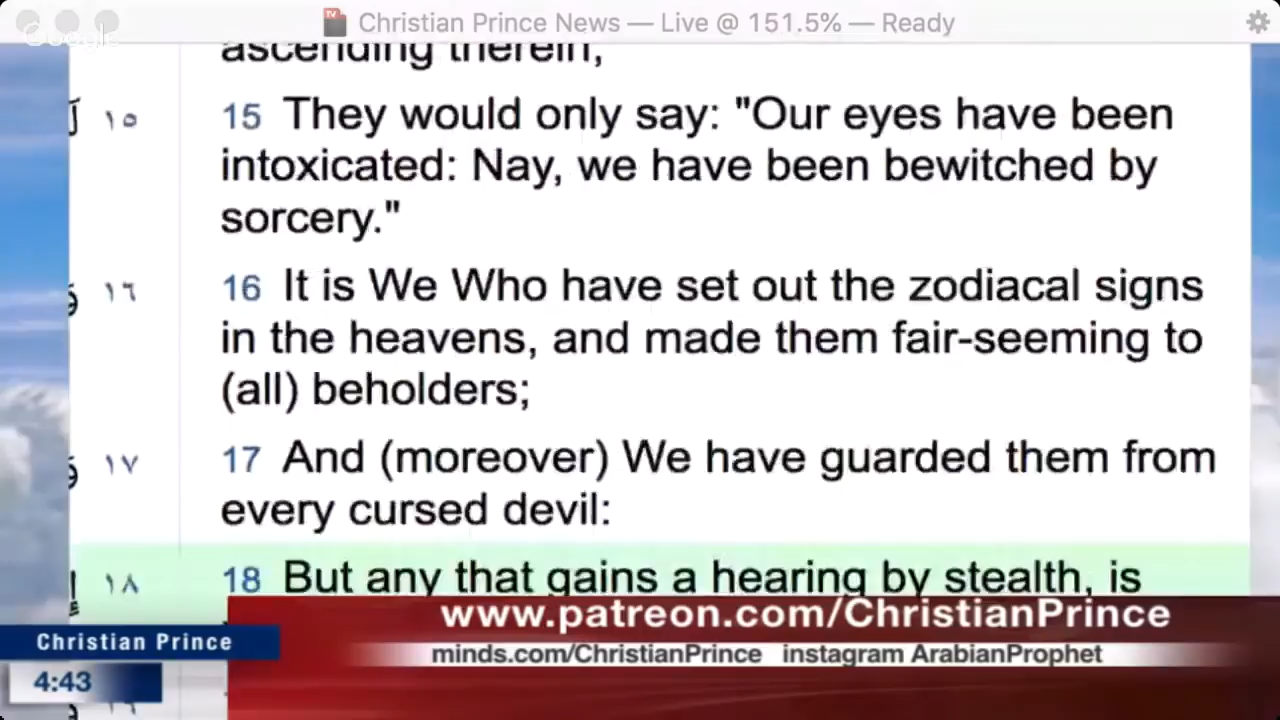 Christian Prince News — Live @ 151.5% — Ready
Google
ascending therein,
١٥ 15 They would only say: "Our eyes have been
intoxicated: Nay, we have been bewitched by
sorcery."
١٦ 16 It is We Who have set out the zodiacal signs
in the heavens, and made them fair-seeming to
(all) beholders;
١٧ 17 And (moreover) We have guarded them from
every cursed devil:
١٨ 18 But any that gains a hearing by stealth, is
www.patreon.com/ChristianPrince
Christian Prince
minds.com/ChristianPrince instagram ArabianProphet
4:43